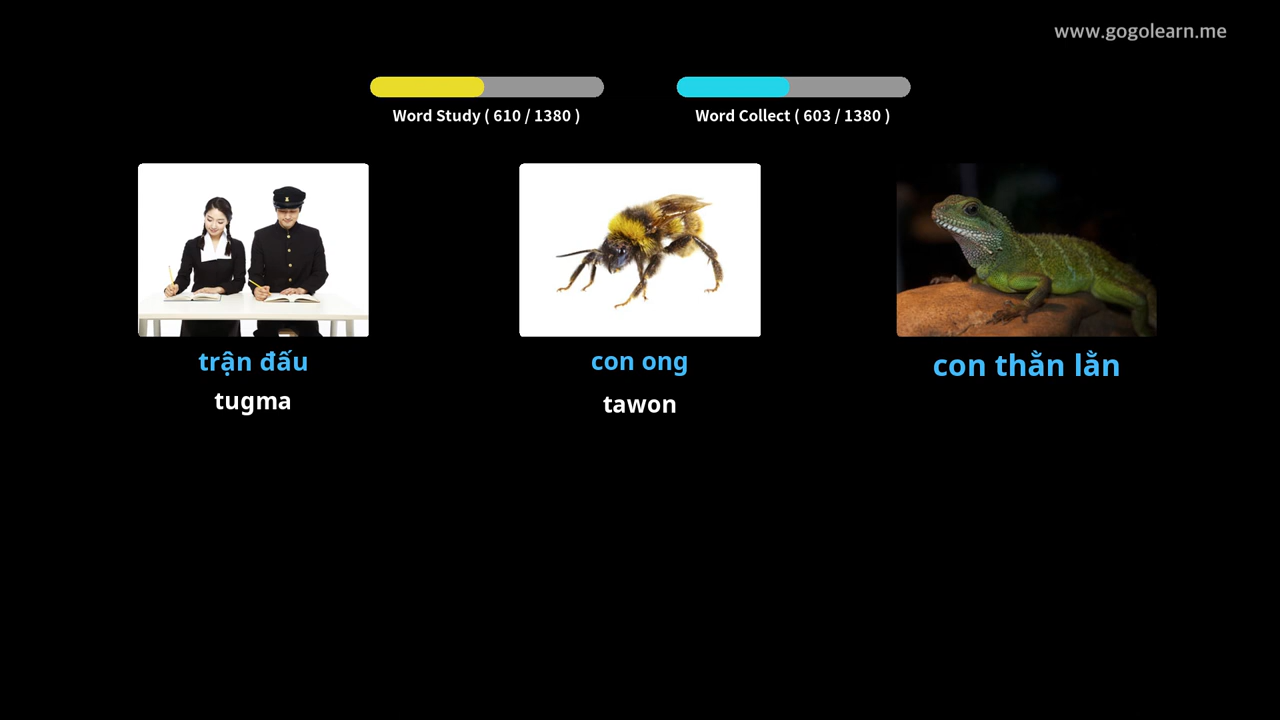 www.gogolearn.me
Word Study ( 610 / 1380 )
Word Collect ( 603 / 1380 )
trận đấu
tugma
con ong
tawon
con thằn lằn